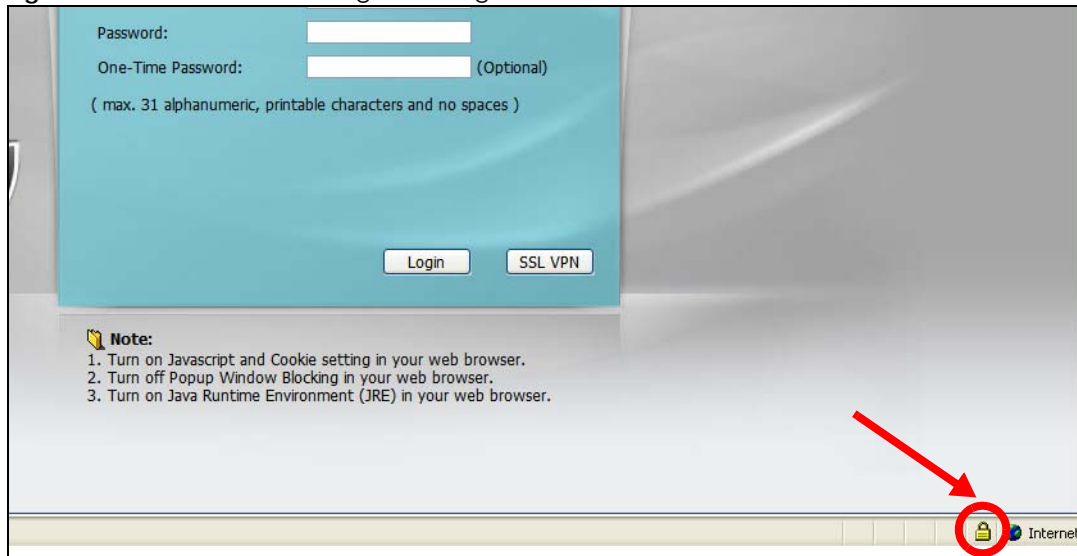 Password:
One-Time Password: (Optional)
( max. 31 alphanumeric, printable characters and no spaces )
Login SSL VPN
Note:
1. Turn on Javascript and Cookie setting in your web browser.
2. Turn off Popup Window Blocking in your web browser.
3. Turn on Java Runtime Environment (JRE) in your web browser.
Internet